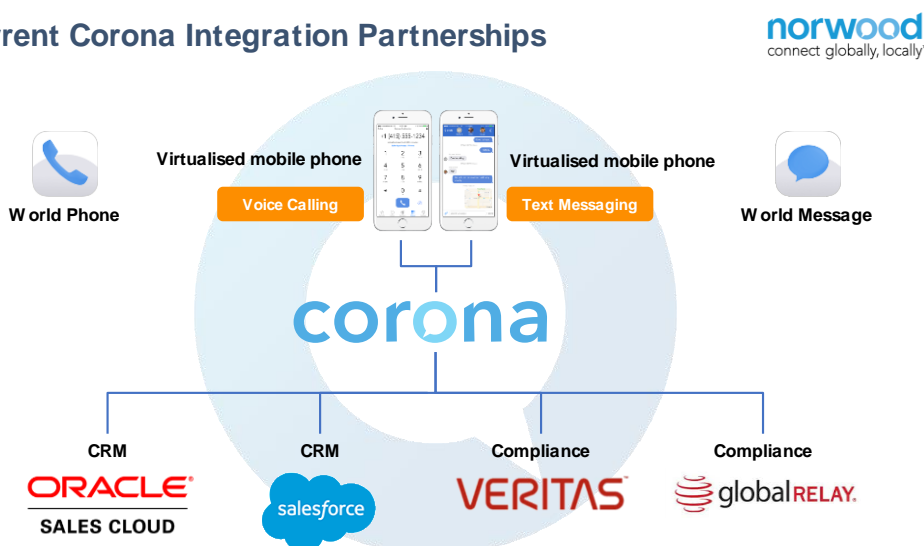 rrent Corona Integration Partnerships
norwood
connect globally, locally
Virtualised mobile phone
Virtualised mobile phone
Voice Calling
Text Messaging
World Phone
World Message
corona
CRM
CRM
Compliance
Compliance
ORACLE
SALES CLOUD
salesforce
VERITAS
globalRELAY.